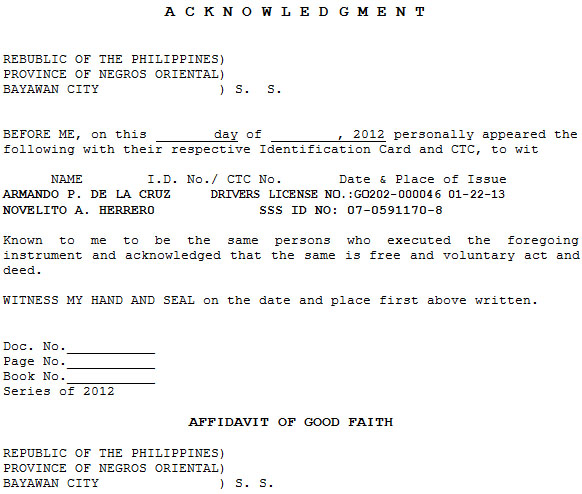 A C K N O W L E D G M E N T
REBUBLIC OF THE PHILIPPINES)
PROVINCE OF NEGROS ORIENTAL)
BAYAWAN CITY ) S. S.
BEFORE ME, on this _______day of _________, 2012 personally appeared the
following with their respective Identification Card and CTC, to wit
NAME I.D. No./ CTC No. Date & Place of Issue
ARMANDO P. DE LA CRUZ DRIVERS LICENSE NO.:GO202-000046 01-22-13
NOVELITO A. HERRERO SSS ID NO: 07-0591170-8
Known to me to be the same persons who executed the foregoing
instrument and acknowledged that the same is free and voluntary act and
deed.
WITNESS MY HAND AND SEAL on the date and place first above written.
Doc. No.___________
Page No.___________
Book No.___________
Series of 2012
AFFIDAVIT OF GOOD FAITH
REPUBLIC OF THE PHILIPPINES)
PROVINCE OF NEGROS ORIENTAL)
BAYAWAN CITY ) S. S.